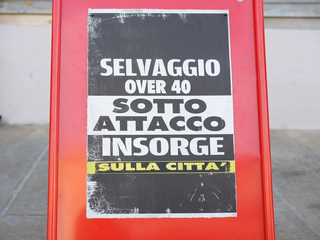 SELVAGGIO
OVER 40
SOTTO
ATTACCO
INSORGE
SULLA CITTA'